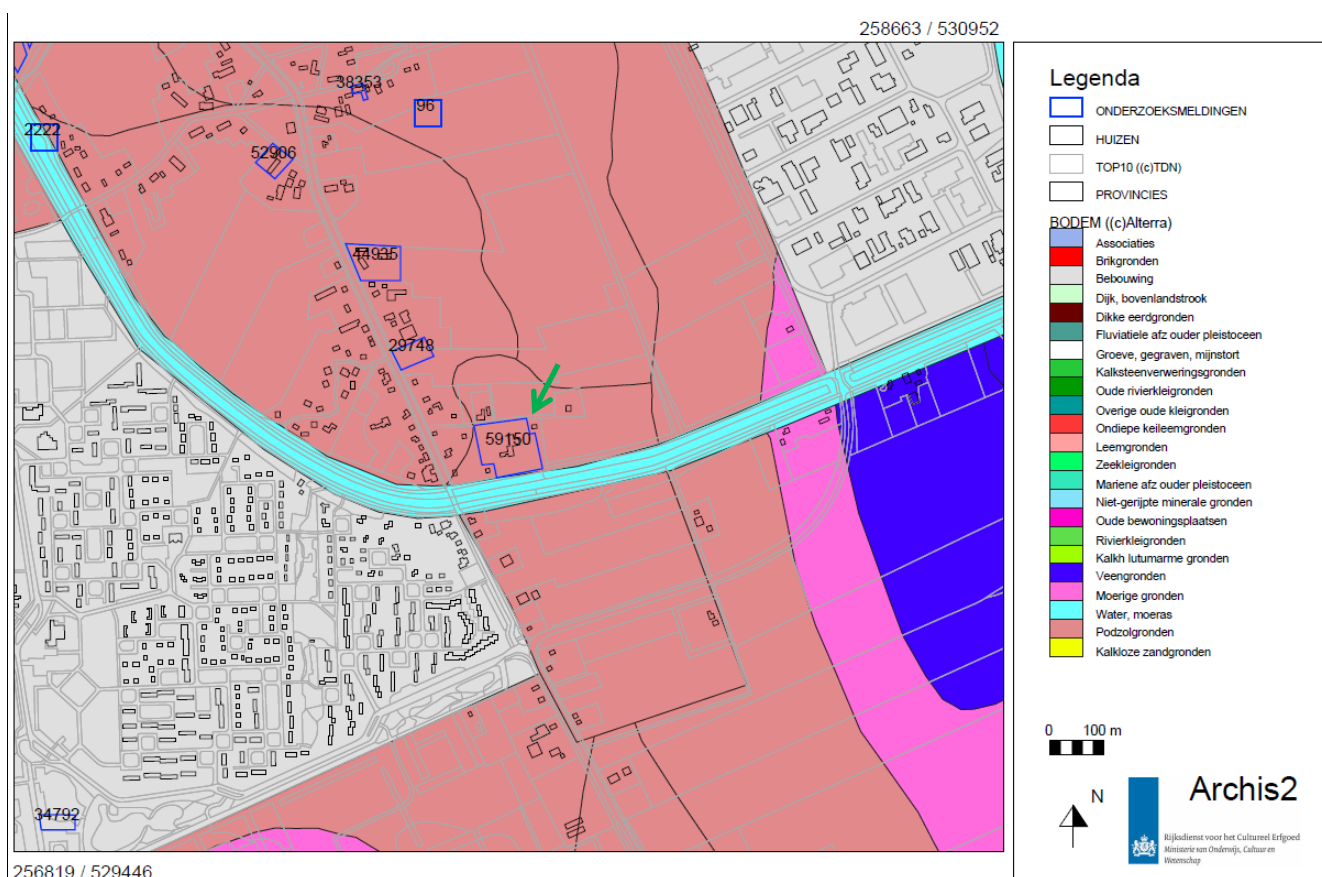 258663 / 530952
38353
96
2222
52906
29748
59150
34792
256819 / 529446
Legenda
ONDERZOEKSMELDINGEN
HUIZEN
TOP10 ((c)TDN)
PROVINCIES
BODEM ((c)Alterra)
Associaties
Brikgronden
Bebouwing
Dijk, bovenlandstrook
Dikke eerdgronden
Fluviatiele afz ouder pleistoceen
Groeve, gegraven, mijnstort
Kalksteenverweringsgronden
Oude rivierkleigronden
Overige oude kleigronden
Ondiepe keileemgronden
Leemgronden
Zeekleigronden
Mariene afz ouder pleistoceen
Niet-gerijpte minerale gronden
Oude bewoningsplaatsen
Rivierkleigronden
Kalkh lutumarme gronden
Veengronden
Moerige gronden
Water, moeras
Podzolgronden
Kalkloze zandgronden
0 100 m
N
Archis2
Rijksdienst voor het Cultureel Erfgoed
Ministerie van Onderwijs, Cultuur en
Wetenschap